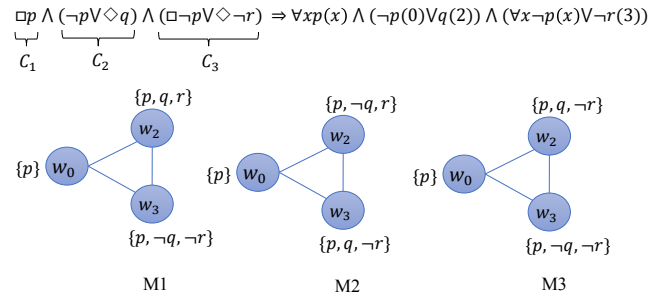 □p ∧ (¬p∨◇q) ∧ (□¬p∨◇¬r) ⇒ ∀xp(x) ∧ (¬p(0)∨q(2)) ∧ (∀x¬p(x)∨¬r(3))
C₁ C₂ C₃
{p, q, r} {p, ¬q, r} {p, q, ¬r}
w₂ w₂ w₂
{p} w₀ {p} w₀ {p} w₀
w₃ w₃ w₃
{p, ¬q, ¬r} {p, q, ¬r} {p, ¬q, ¬r}
M1 M2 M3